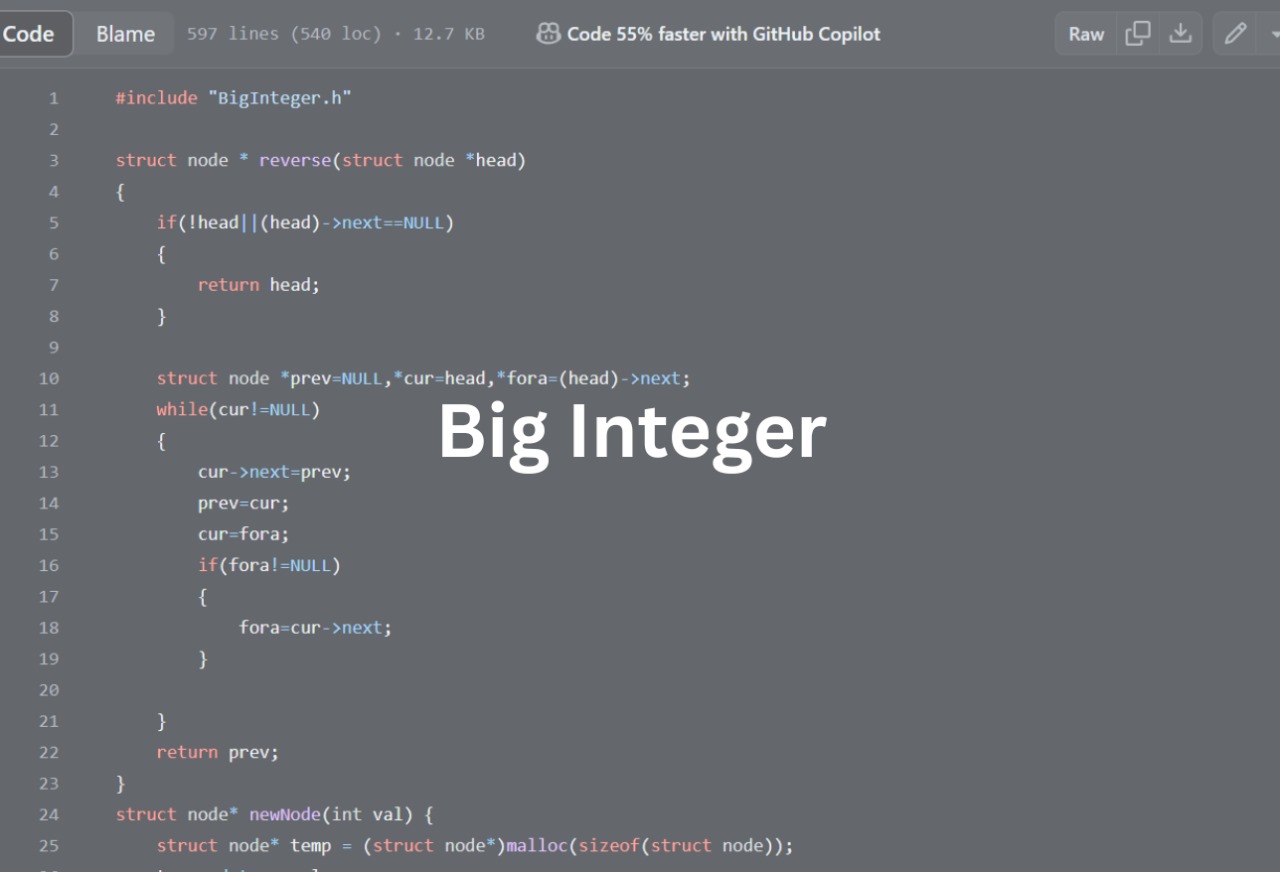 Code Blame 597 lines (540 loc) · 12.7 KB Code 55% faster with GitHub Copilot Raw
1 #include "BigInteger.h"
2
3 struct node * reverse(struct node *head)
4 {
5 if(!head||(head)->next==NULL)
6 {
7 return head;
8 }
9
10 struct node *prev=NULL,*cur=head,*fora=(head)->next;
11 while(cur!=NULL)
Big Integer
12 {
13 cur->next=prev;
14 prev=cur;
15 cur=fora;
16 if(fora!=NULL)
17 {
18 fora=cur->next;
19 }
20
21 }
22 return prev;
23 }
24 struct node* newNode(int val) {
25 struct node* temp = (struct node*)malloc(sizeof(struct node));